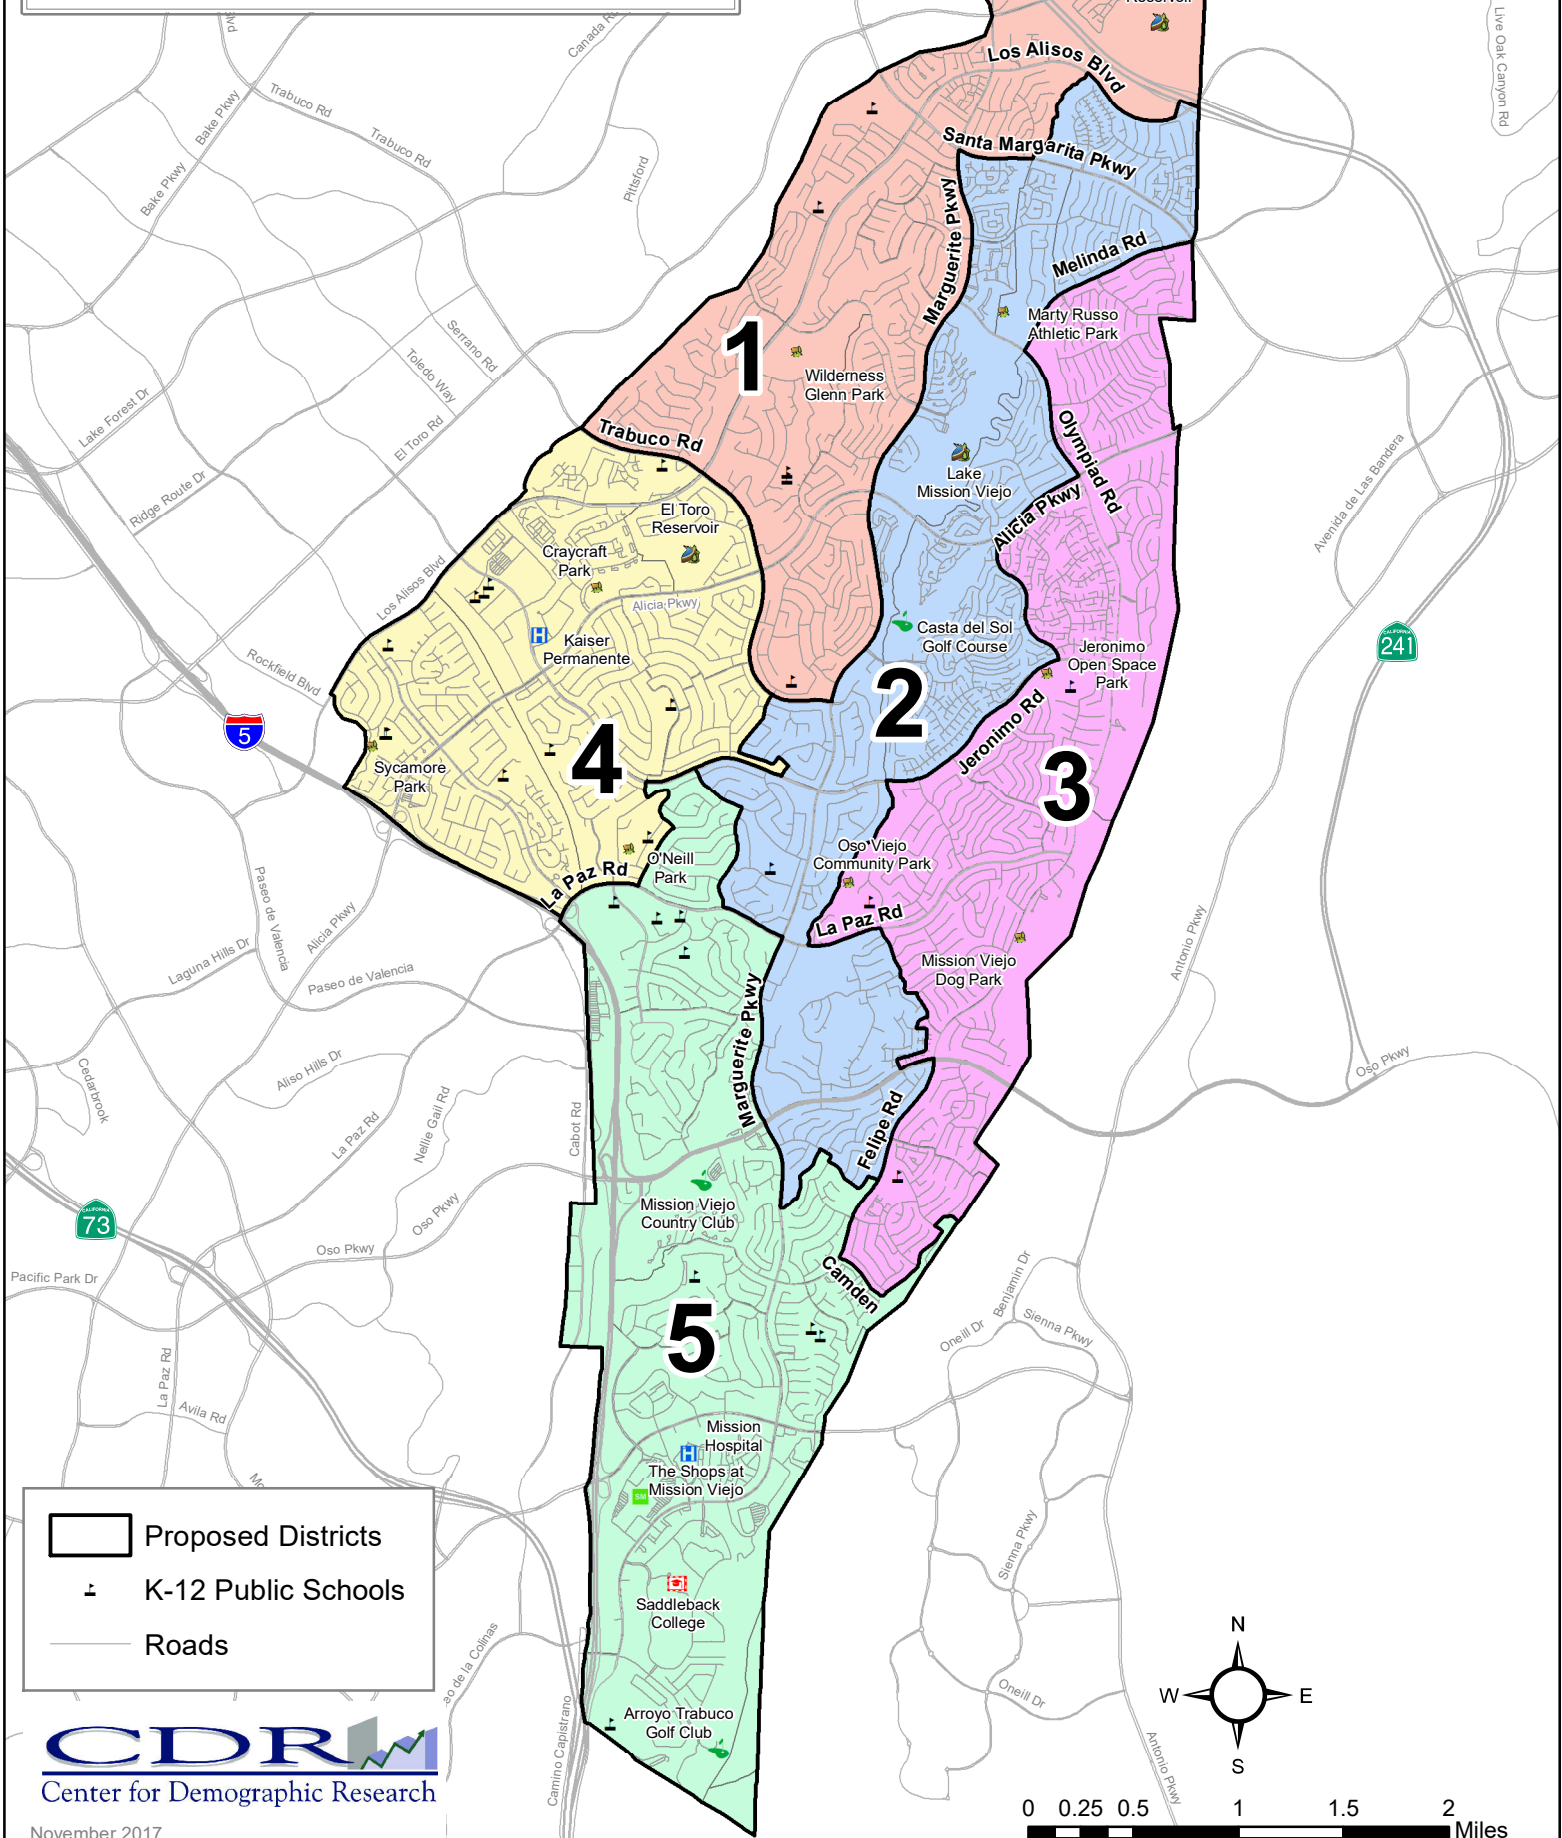 Reservoir
Los Alisos Blvd
Canada Rd
Blvd
Live Oak Canyon Rd
Trabuco Rd
Bake Pkwy
Trabuco Rd
Santa Margarita Pkwy
Bake Pkwy
Pittsford
Marguerite Pkwy
Melinda Rd
Marty Russo
Athletic Park
1
Serrano Rd
Toledo Way
Wilderness
Glenn Park
Lake Forest Dr
El Toro Rd
Trabuco Rd
Olympiad Rd
Ridge Route Dr
Lake
Mission Viejo
Avenida de Las Bandera
El Toro
Reservoir
Alicia Pkwy
Craycraft
Park
Los Alisos Blvd
Alicia Pkwy
Kaiser
Permanente
H
Casta del Sol
Golf Course
CALIFORNIA
241
Jeronimo
Open Space
Park
Rockfield Blvd
2
5
Jeronimo Rd
4
3
Sycamore
Park
Oso Viejo
Community Park
O'Neill
Park
La Paz Rd
La Paz Rd
Paseo de Valencia
Alicia Pkwy
Laguna Hills Dr
Paseo de Valencia
Antonio Pkwy
Mission Viejo
Dog Park
Marguerite Pkwy
Cedarbrook
Aliso Hills Dr
Oso Pkwy
La Paz Rd
Nellie Gail Rd
Cabot Rd
Felipe Rd
CALIFORNIA
73
Mission Viejo
Country Club
Oso Pkwy
Oso Pkwy
Pacific Park Dr
Camden
Benjamin Dr
Oneill Dr
Sienna Pkwy
5
La Paz Rd
Avila Rd
Mission
Hospital
H
The Shops at
Mission Viejo
SM
Sienna Pkwy
Proposed Districts
K-12 Public Schools
Roads
Saddleback
College
eo de la Colinas
Oneill Dr
Arroyo Trabuco
Golf Club
Camino Capistrano
Antonio Pkwy
N
W
E
S
CDR
Center for Demographic Research
November 2017
0 0.25 0.5 1 1.5 2
Miles